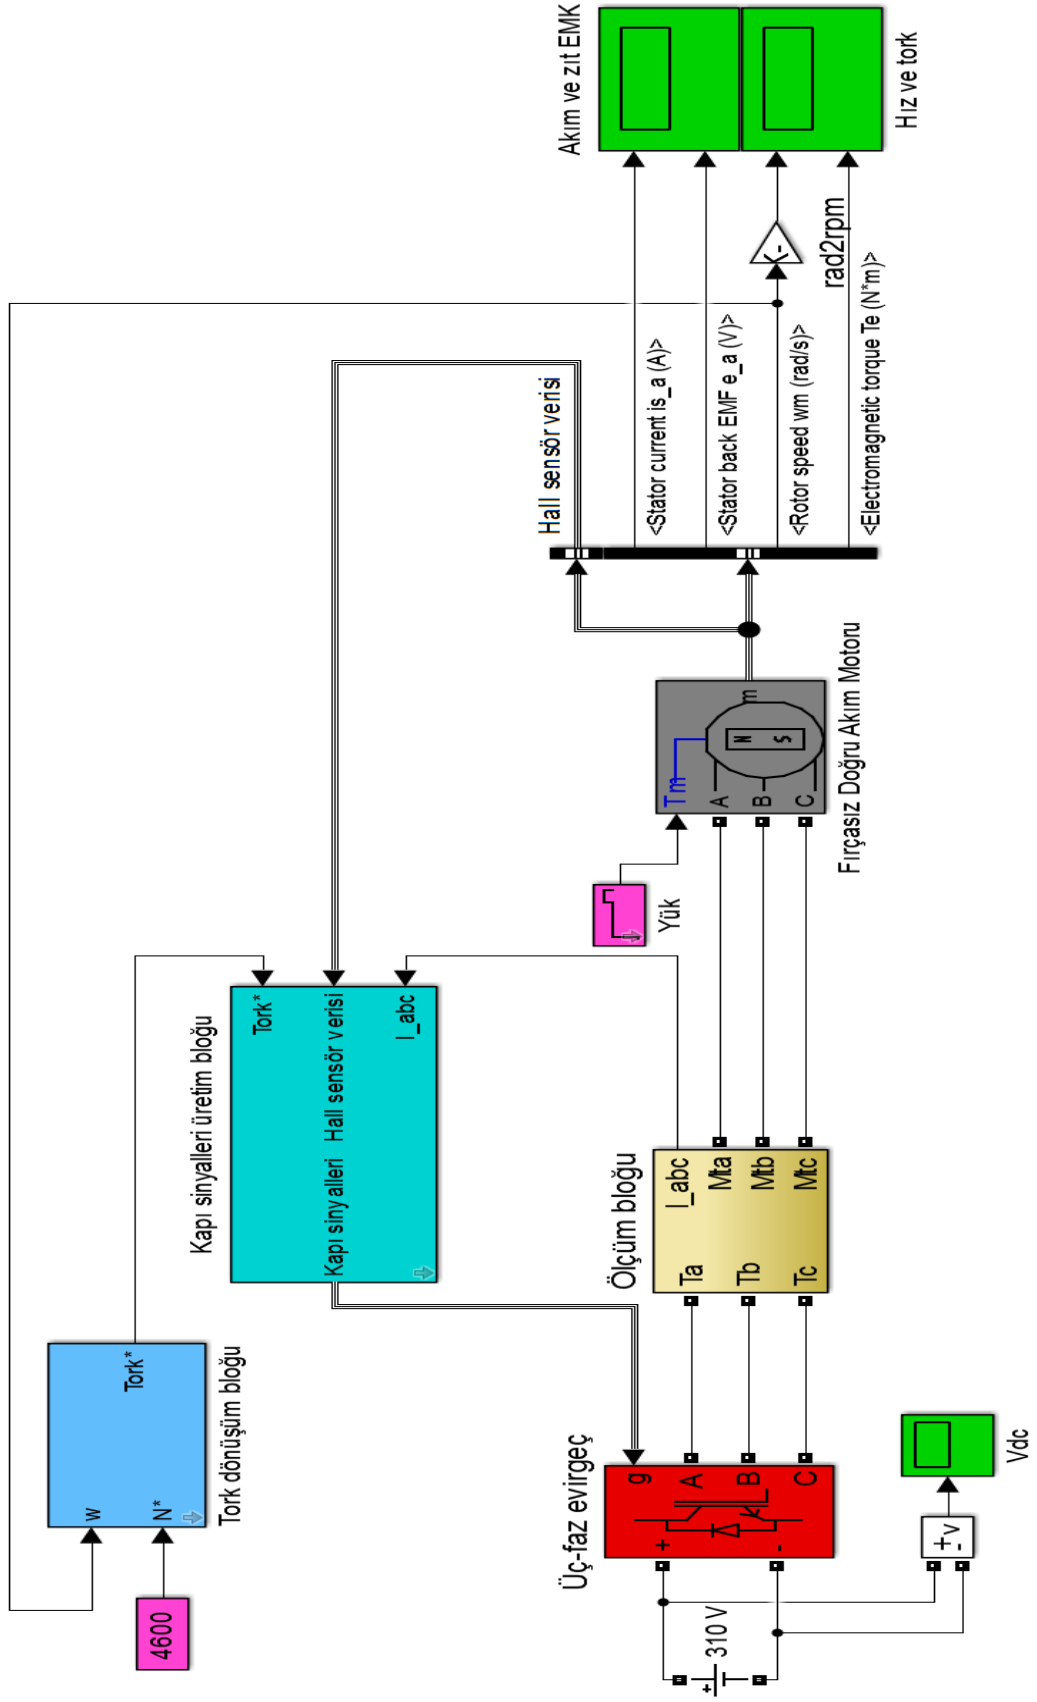 4600
w
N*
Tork*
Tork dönüşüm bloğu
Kapı sinyalleri üretim bloğu
Tork*
Kapı sinyalleri
Hall sensör verisi
I_abc
Üç-faz evirgeç
g
+
A
B
-
C
310 V
+
+
-
v
Vdc
Ölçüm bloğu
I_abc
Ta
Mta
Tb
Mtb
Tc
Mtc
Yük
Tm
A
B
C
m
N
S
Fırçasız Doğru Akım Motoru
Hall sensör verisi
<Stator current is_a (A)>
<Stator back EMF e_a (V)>
<Rotor speed wm (rad/s)>
<Electromagnetic torque Te (N*m)>
K-
rad2rpm
Akım ve zıt EMK
Hız ve tork